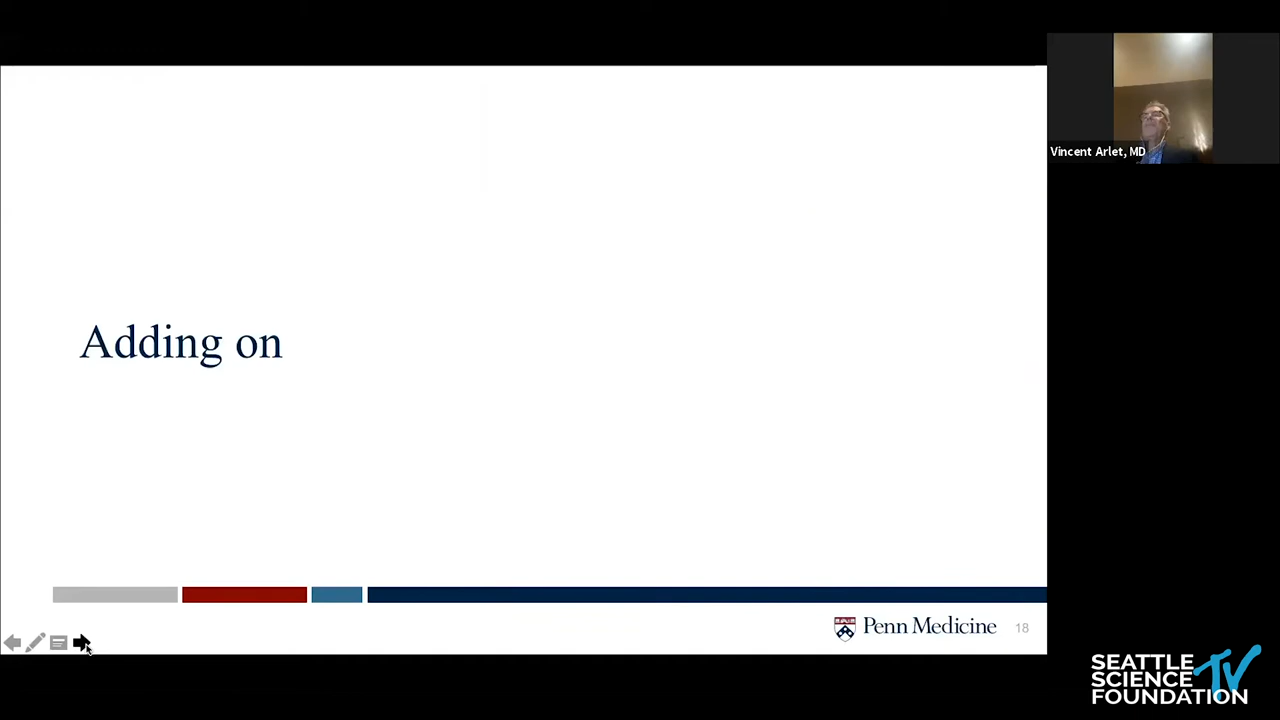 Vincent Arlet, MD
Adding on
Penn Medicine 18
SEATTLE
SCIENCE TV
FOUNDATION